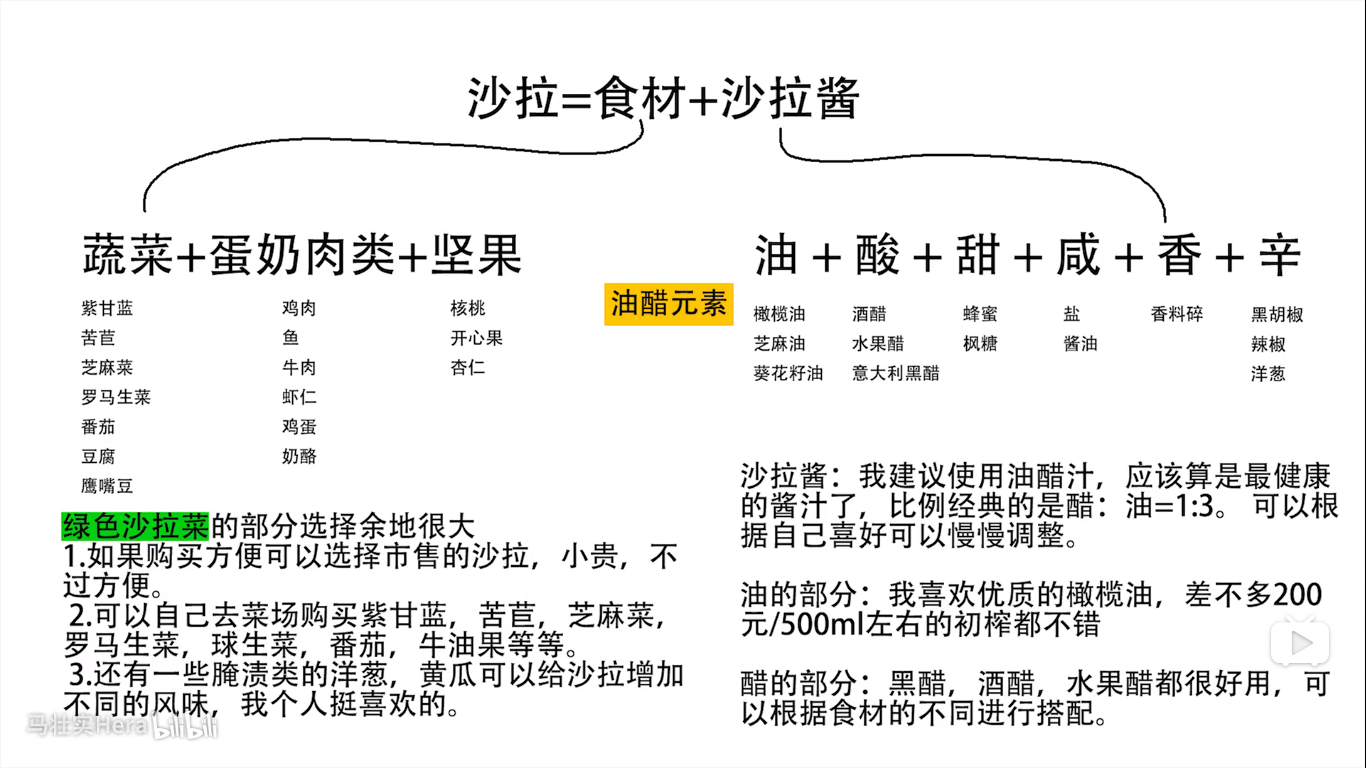 沙拉=食材+沙拉酱
蔬菜+蛋奶肉类+坚果
紫甘蓝
苦苣
芝麻菜
罗马生菜
番茄
豆腐
鹰嘴豆
鸡肉
鱼
牛肉
虾仁
鸡蛋
奶酪
核桃
开心果
杏仁
绿色沙拉菜的部分选择余地很大
1.如果购买方便可以选择市售的沙拉，小贵，不
过方便。
2.可以自己去菜场购买紫甘蓝，苦苣，芝麻菜，
罗马生菜，球生菜，番茄，牛油果等等。
3.还有一些腌渍类的洋葱，黄瓜可以给沙拉增加
不同的风味，我个人挺喜欢的。
油醋元素
油 + 酸 + 甜 + 咸 + 香 + 辛
橄榄油
芝麻油
葵花籽油
酒醋
水果醋
意大利黑醋
蜂蜜
枫糖
盐
酱油
香料碎
黑胡椒
辣椒
洋葱
沙拉酱：我建议使用油醋汁，应该算是最健康
的酱汁了，比例经典的是醋：油=1:3。可以根
据自己喜好可以慢慢调整。
油的部分：我喜欢优质的橄榄油，差不多200
元/500ml左右的初榨都不错
醋的部分：黑醋，酒醋，水果醋都很好用，可
以根据食材的不同进行搭配。
马壮实Hera bilibili